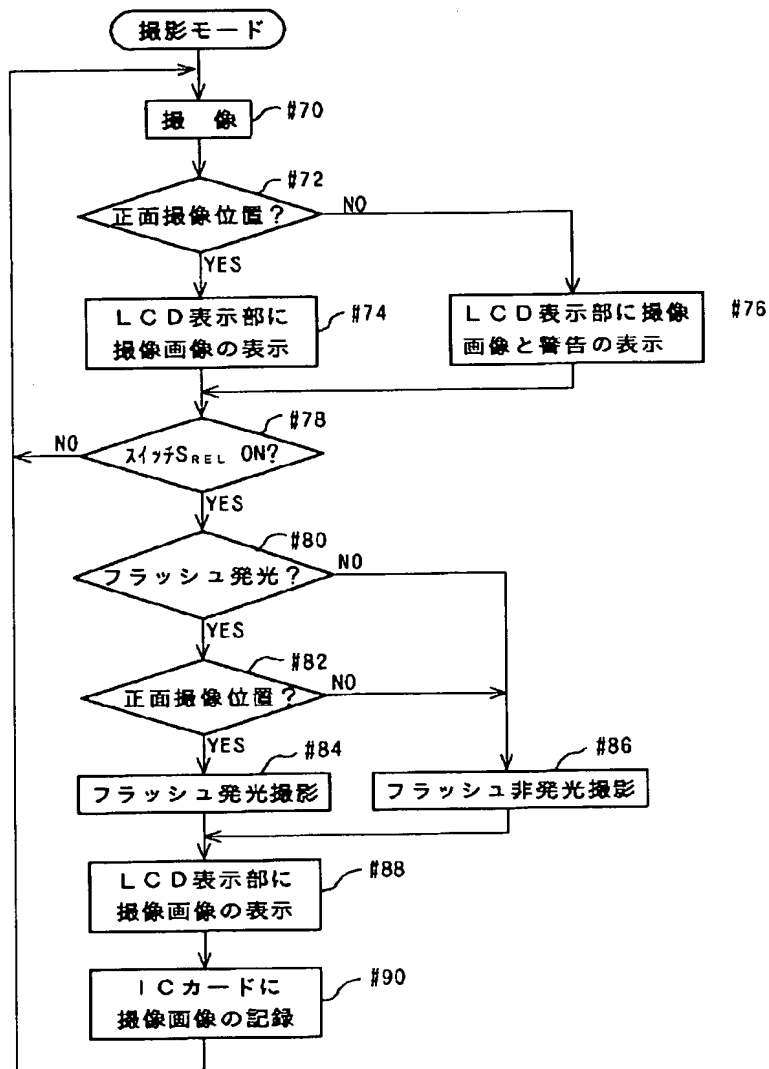 撮影モード
撮 像
#70
#72
正面撮像位置?
NO
YES
LCD表示部に
撮像画像の表示
#74
LCD表示部に撮像
画像と警告の表示
#76
#78
NO
スイッチSREL ON?
YES
#80
フラッシュ発光?
NO
YES
#82
正面撮像位置?
NO
YES
#84
フラッシュ発光撮影
#86
フラッシュ非発光撮影
LCD表示部に
撮像画像の表示
#88
ICカードに
撮像画像の記録
#90